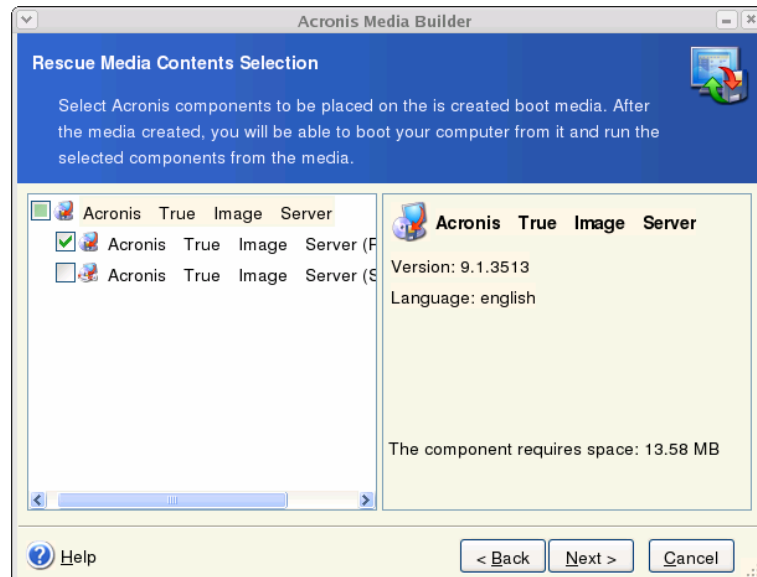 Acronis Media Builder
Rescue Media Contents Selection
Select Acronis components to be placed on the is created boot media. After
the media created, you will be able to boot your computer from it and run the
selected components from the media.
Acronis True Image Server
Acronis True Image Server (F
Acronis True Image Server (S
Acronis True Image Server
Version: 9.1.3513
Language: english
The component requires space: 13.58 MB
Help
< Back
Next >
Cancel